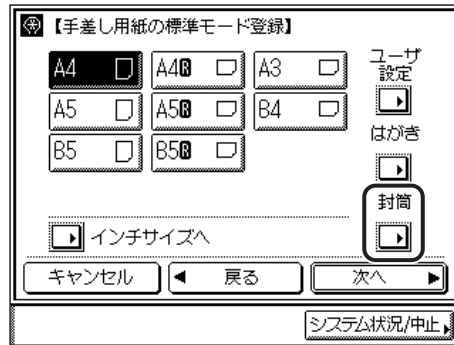 【手差し用紙の標準モード登録】
A4 A4R A3 ユーザ設定
A5 A5R B4 はがき
B5 B5R
封筒
インチサイズへ
キャンセル 戻る 次へ
システム状況/中止